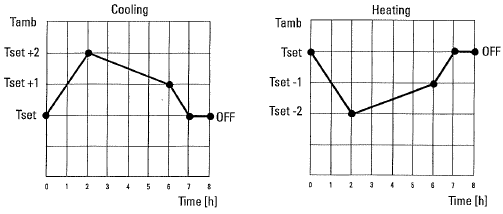 Cooling
Tamb
Tset +2
Tset +1
Tset
OFF
0 1 2 3 4 5 6 7 8
Time [h]
Heating
Tamb
Tset
Tset -1
Tset -2
OFF
0 1 2 3 4 5 6 7 8
Time [h]